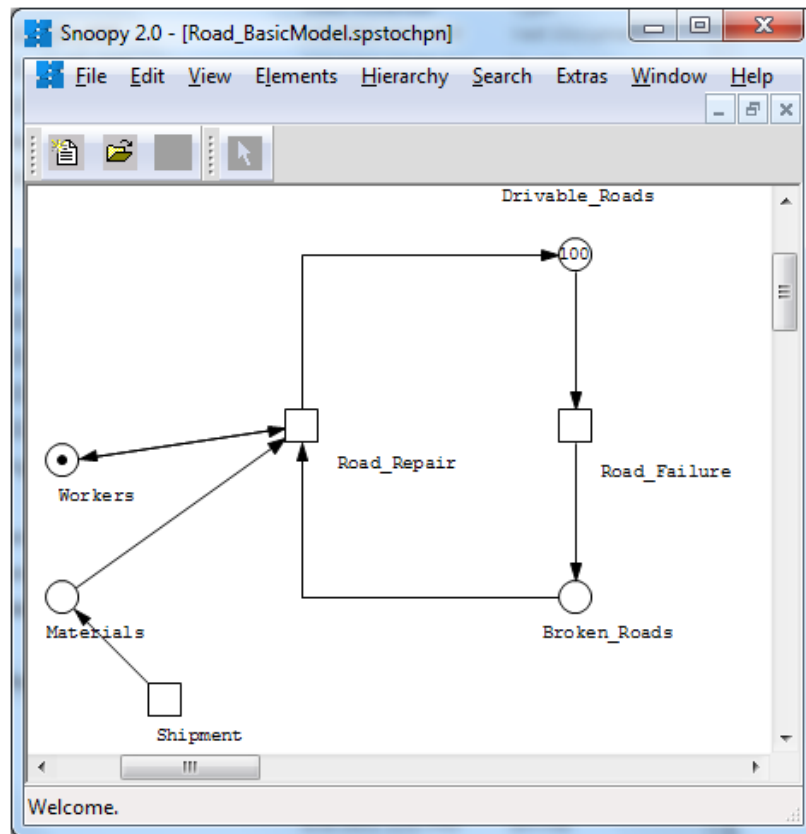 Snoopy 2.0 - [Road_BasicModel.spstochpn]
File Edit View Elements Hierarchy Search Extras Window Help
Drivable_Roads
100
Road_Repair
Road_Failure
Workers
Materials
Broken_Roads
Shipment
Welcome.